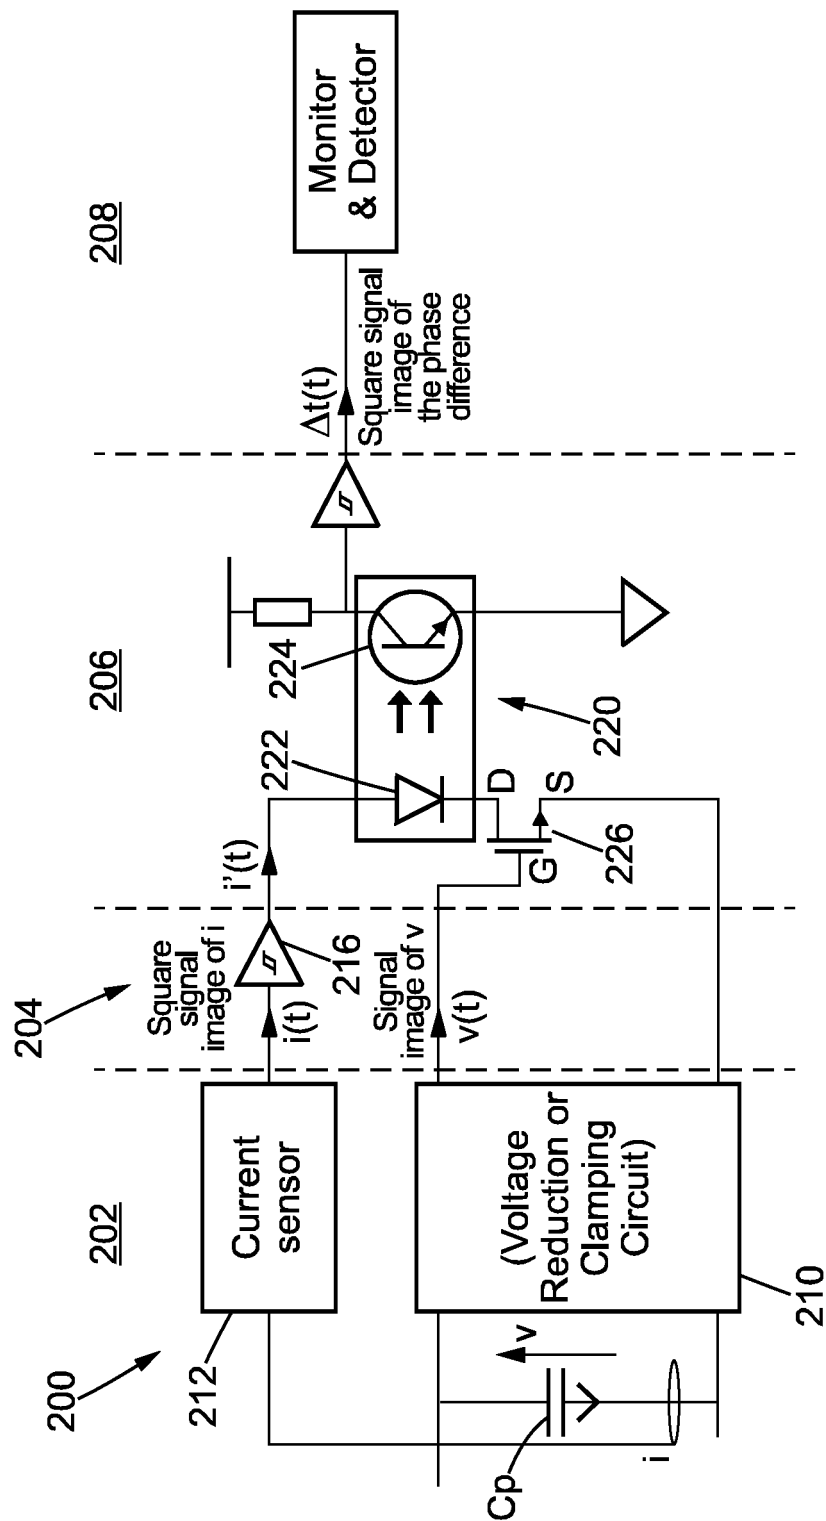 200
202
204
206
208
212
Current
sensor
i(t)
Square
signal
image of i
216
i'(t)
222
224
220
Δt(t)
Square signal
image of
the phase
difference
Monitor
& Detector
Cp
v
i
(Voltage
Reduction or
Clamping
Circuit)
210
Signal
image of v
v(t)
G
D
S
226